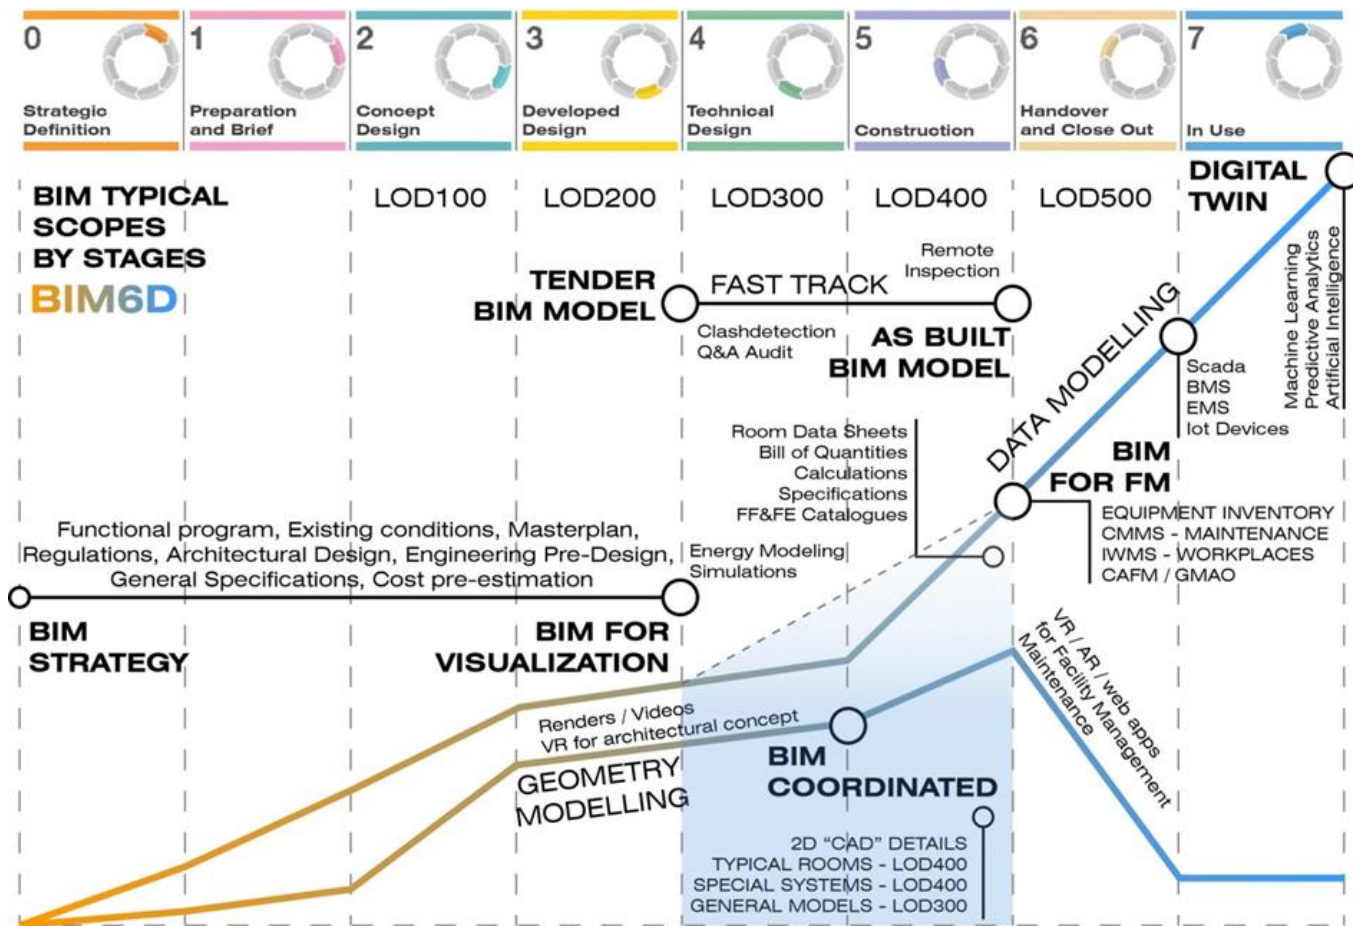 0
Strategic
Definition
1
Preparation
and Brief
2
Concept
Design
3
Developed
Design
4
Technical
Design
5
Construction
6
Handover
and Close Out
7
In Use
BIM TYPICAL
SCOPES
BY STAGES
BIM6D
LOD100
LOD200
LOD300
LOD400
LOD500
DIGITAL
TWIN
Machine Learning
Predictive Analytics
Artificial Intelligence
TENDER
BIM MODEL
FAST TRACK
Clashdetection
Q&A Audit
Remote
Inspection
AS BUILT
BIM MODEL
DATA MODELLING
Scada
BMS
EMS
Iot Devices
Room Data Sheets
Bill of Quantities
Calculations
Specifications
FF&FE Catalogues
BIM
FOR FM
EQUIPMENT INVENTORY
CMMS - MAINTENANCE
IWMS - WORKPLACES
CAFM / GMAO
Functional program, Existing conditions, Masterplan,
Regulations, Architectural Design, Engineering Pre-Design,
General Specifications, Cost pre-estimation
Energy Modeling
Simulations
BIM
STRATEGY
BIM FOR
VISUALIZATION
Renders / Videos
VR for architectural concept
GEOMETRY
MODELLING
BIM
COORDINATED
VR / AR / web apps
for Facility Management
Maintenance
2D “CAD” DETAILS
TYPICAL ROOMS - LOD400
SPECIAL SYSTEMS - LOD400
GENERAL MODELS - LOD300